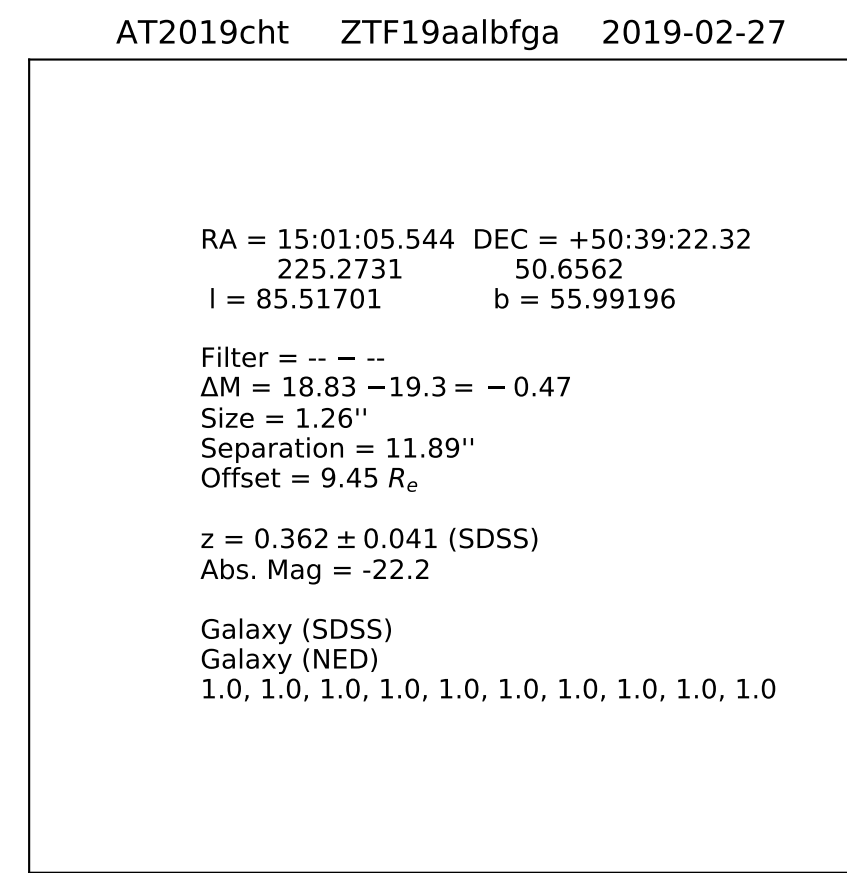 AT2019cht ZTF19aalbfga 2019-02-27
RA = 15:01:05.544 DEC = +50:39:22.32
225.2731 50.6562
l = 85.51701 b = 55.99196
Filter = -- − --
ΔM = 18.83 −19.3 = − 0.47
Size = 1.26''
Separation = 11.89''
Offset = 9.45 Rₑ
z = 0.362 ± 0.041 (SDSS)
Abs. Mag = -22.2
Galaxy (SDSS)
Galaxy (NED)
1.0, 1.0, 1.0, 1.0, 1.0, 1.0, 1.0, 1.0, 1.0, 1.0